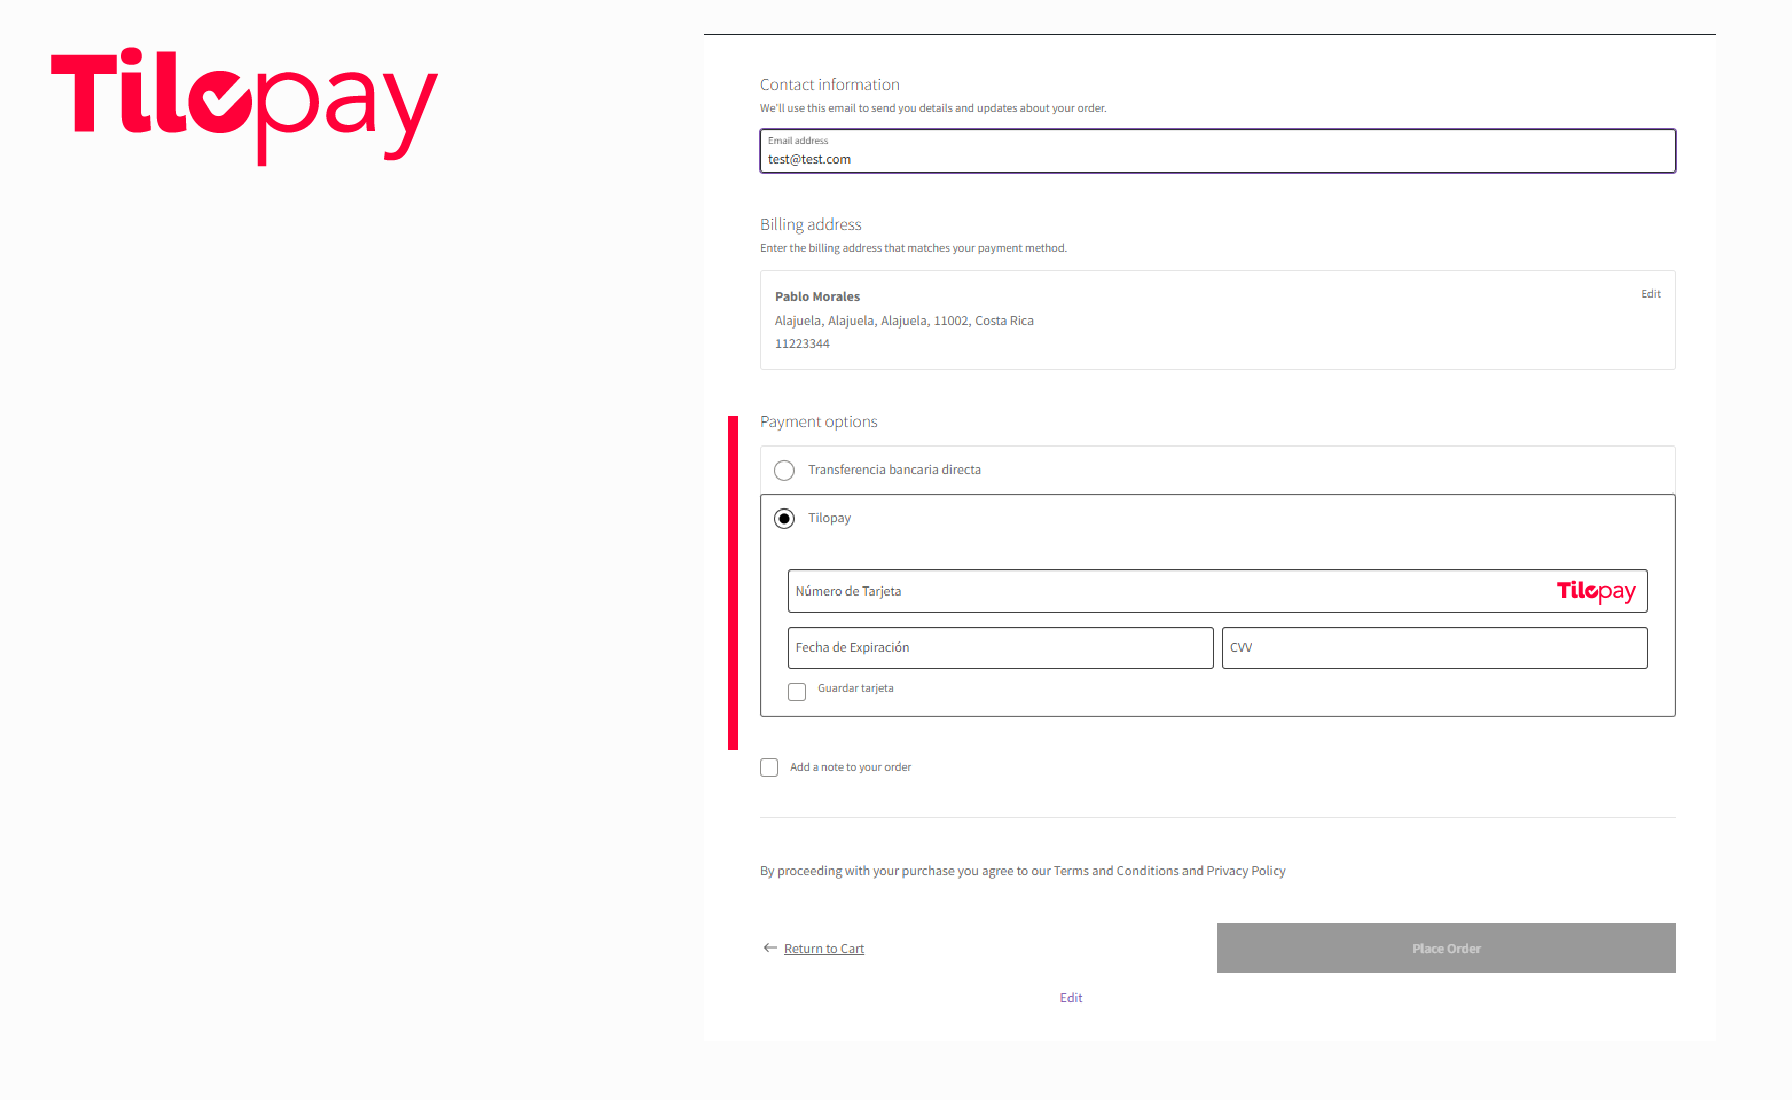 Tilopay
Contact information
We'll use this email to send you details and updates about your order.
Email address
test@test.com
Billing address
Enter the billing address that matches your payment method.
Pablo Morales
Edit
Alajuela, Alajuela, Alajuela, 11002, Costa Rica
11223344
Payment options
Transferencia bancaria directa
Tilopay
Número de Tarjeta
Tilopay
Fecha de Expiración
CVV
Guardar tarjeta
Add a note to your order
By proceeding with your purchase you agree to our Terms and Conditions and Privacy Policy
Return to Cart
Place Order
Edit